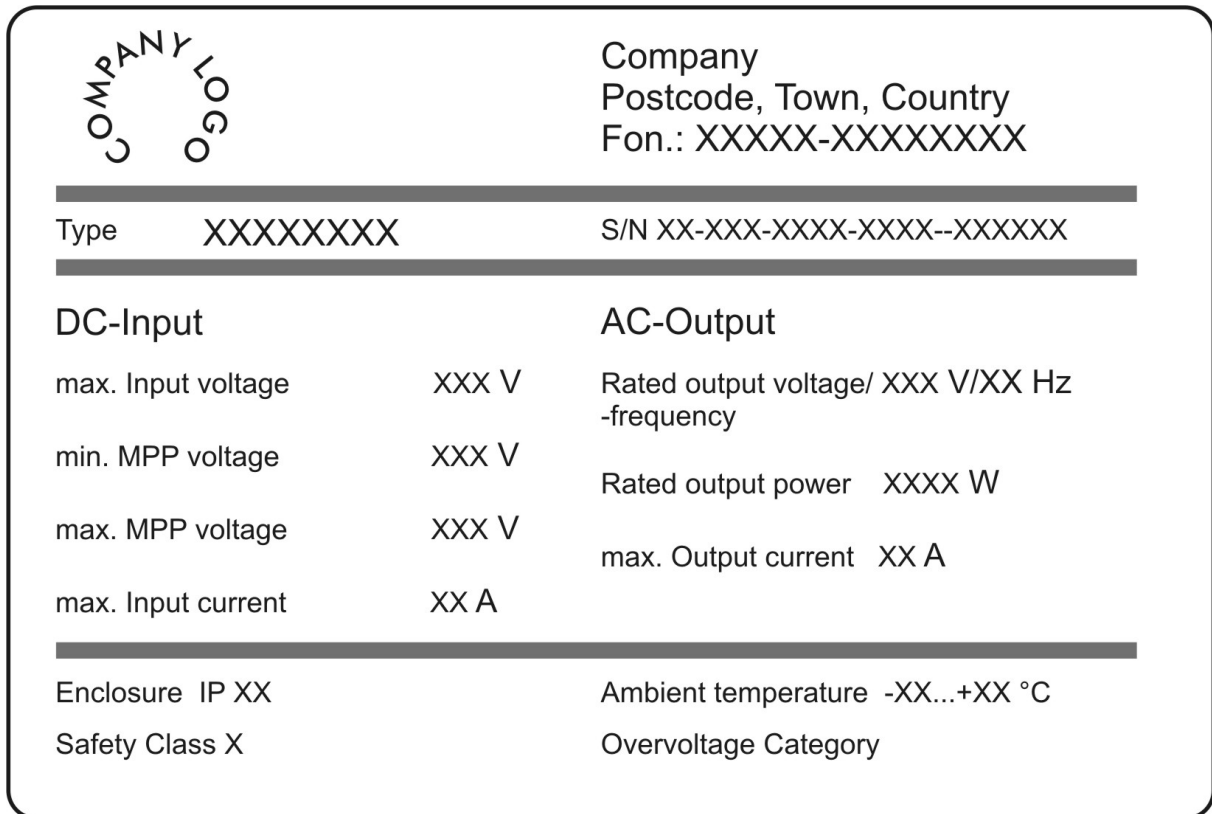 COMPANY LOGO
Company
Postcode, Town, Country
Fon.: XXXXX-XXXXXXXX
Type XXXXXXXX
S/N XX-XXX-XXXX-XXXX--XXXXXX
DC-Input
max. Input voltage XXX V
min. MPP voltage XXX V
max. MPP voltage XXX V
max. Input current XX A
AC-Output
Rated output voltage/ XXX V/XX Hz
-frequency
Rated output power XXXX W
max. Output current XX A
Enclosure IP XX
Safety Class X
Ambient temperature -XX...+XX °C
Overvoltage Category